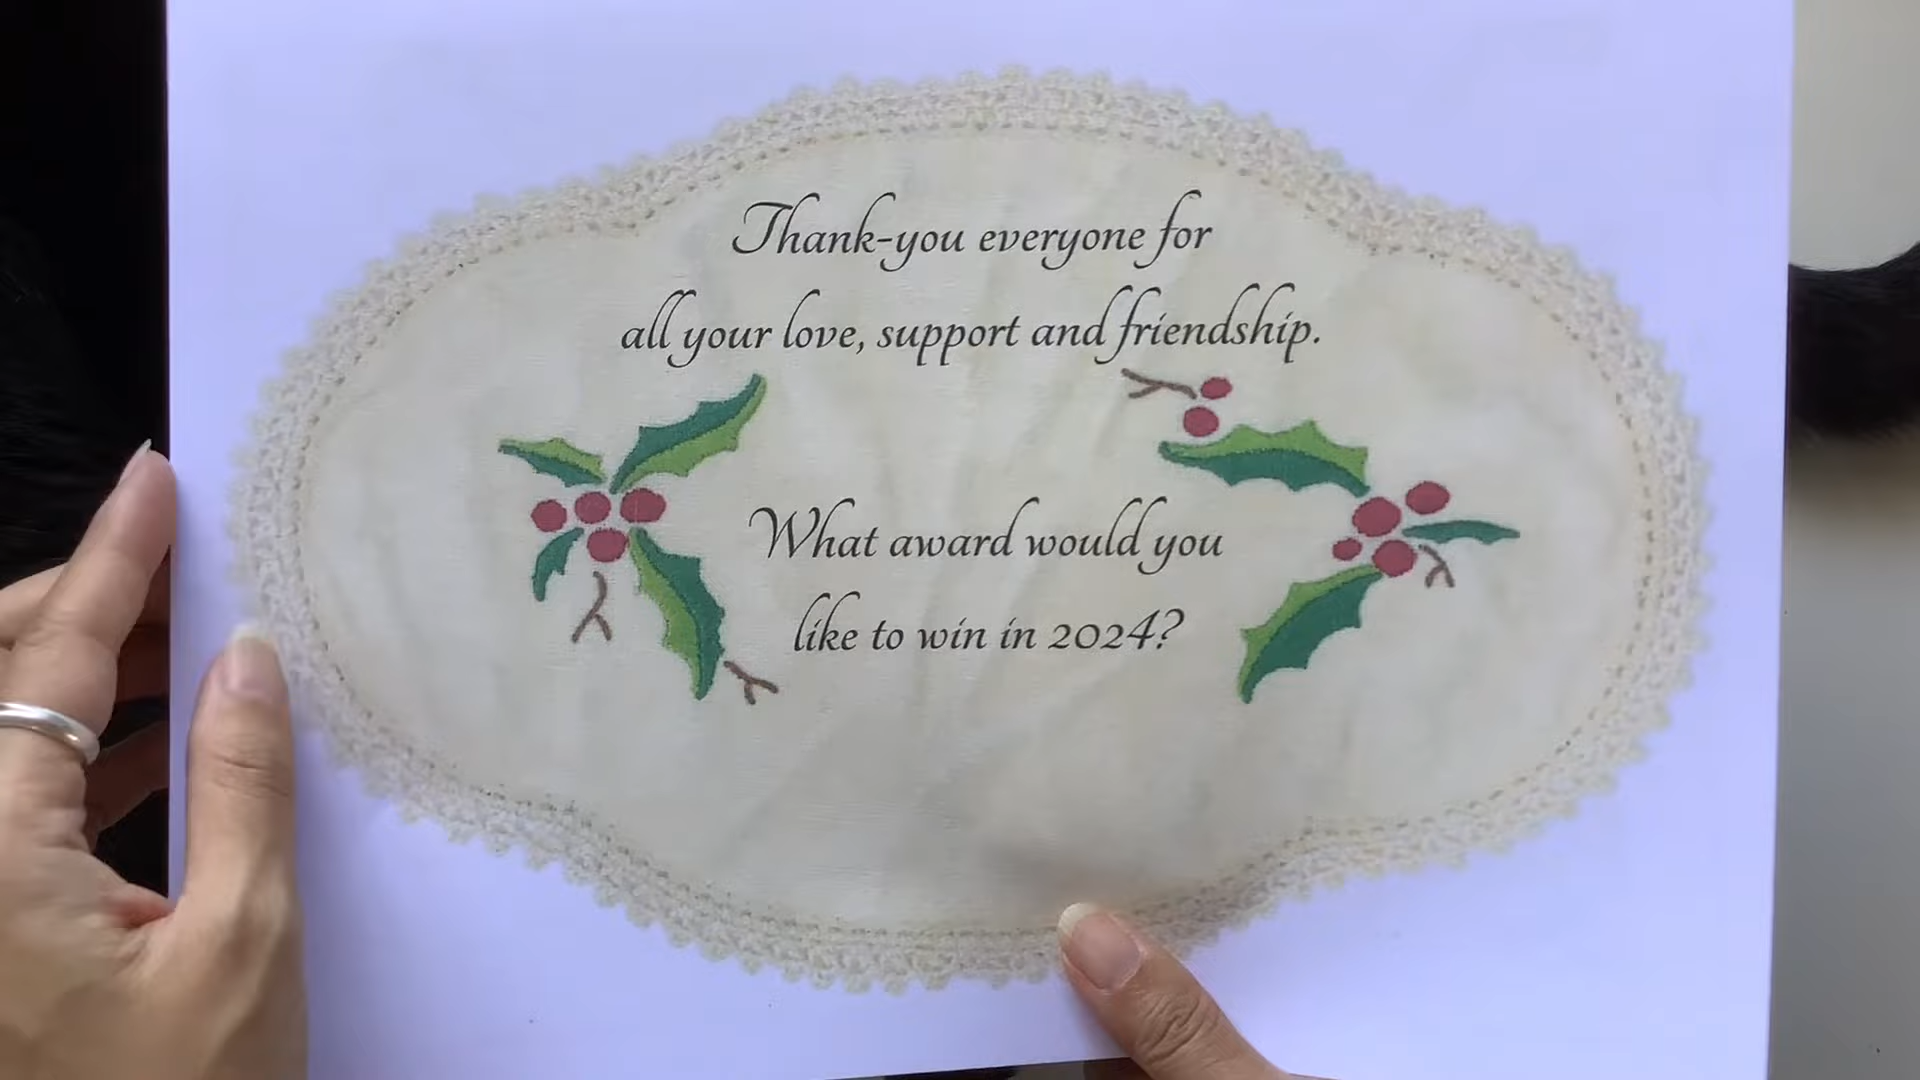 Thank-you everyone for
all your love, support and friendship.
What award would you
like to win in 2024?